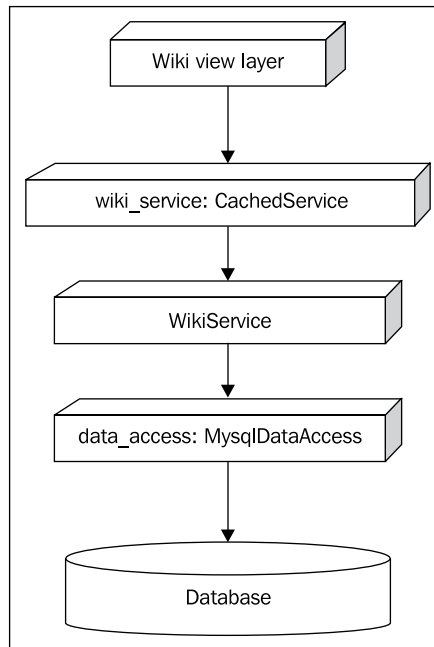 Wiki view layer
wiki_service: CachedService
WikiService
data_access: MysqlDataAccess
Database